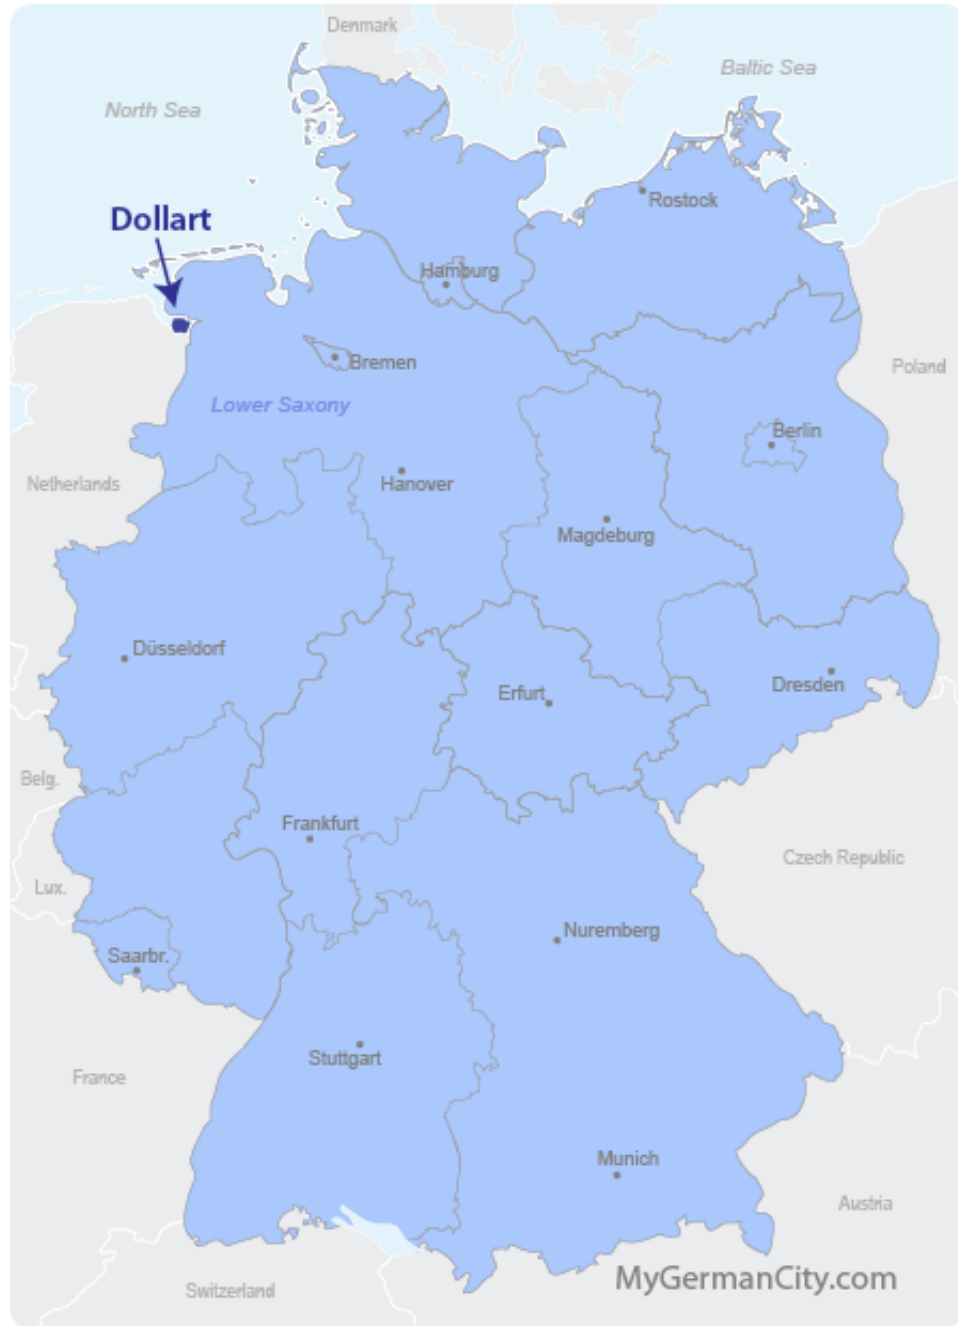 Denmark
Baltic Sea
North Sea
Rostock
Dollart
Hamburg
Bremen
Poland
Lower Saxony
Berlin
Netherlands
Hanover
Magdeburg
Düsseldorf
Dresden
Erfurt
Belg.
Frankfurt
Czech Republic
Lux.
Nuremberg
Saarbr.
Stuttgart
France
Munich
Austria
MyGermanCity.com
Switzerland